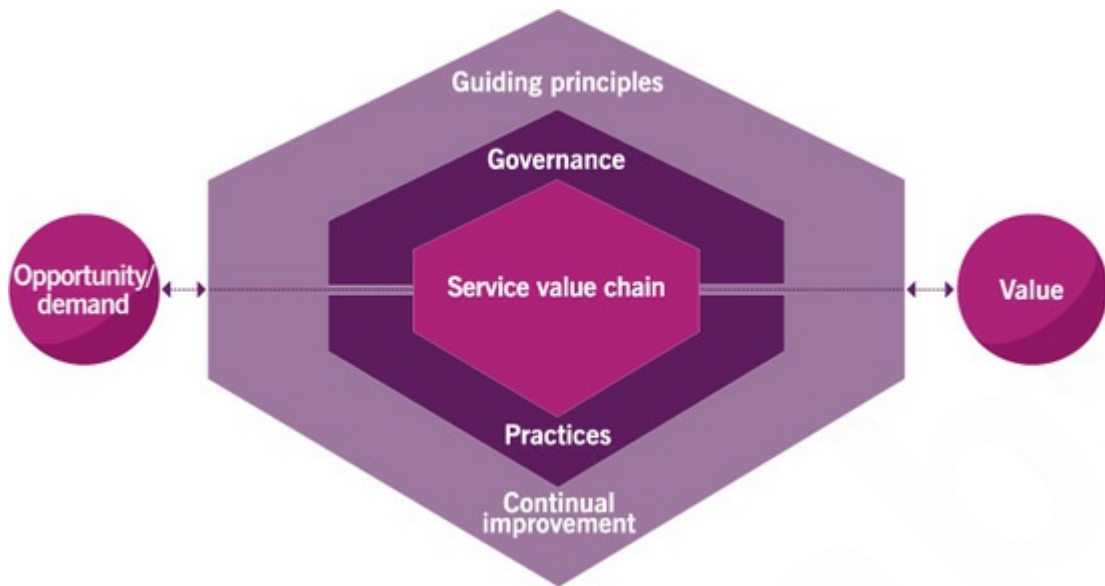 Guiding principles
Governance
Opportunity/
demand
Service value chain
Value
Practices
Continual
improvement